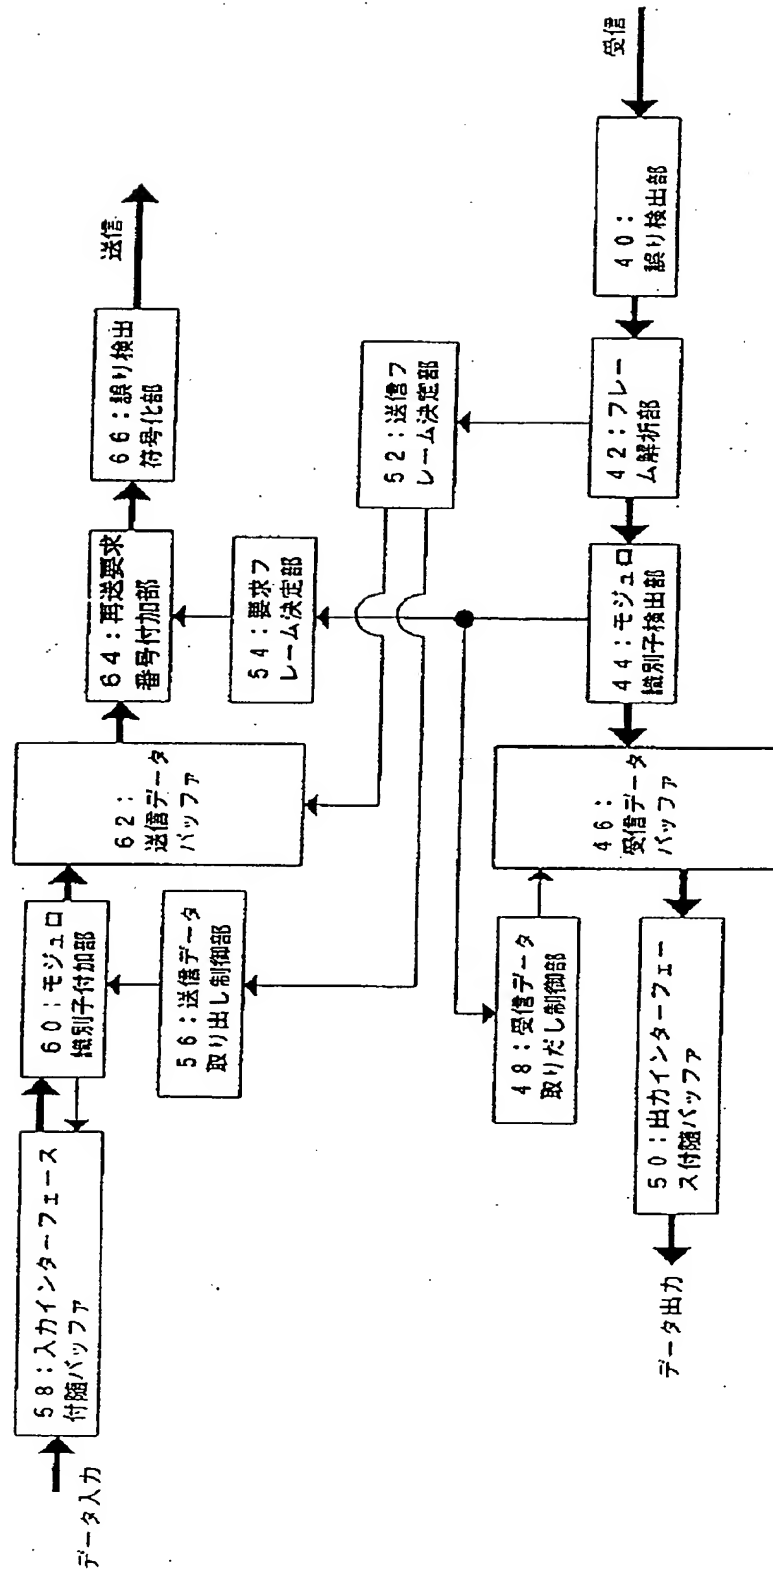 データ入力
58：入力インターフェース
付随バッファ
60：モジュロ
識別子付加部
56：送信データ
取り出し制御部
62：
送信データ
バッファ
64：再送要求
番号付加部
54：要求フ
レーム決定部
66：誤り検出
符号化部
送信
52：送信フ
レーム決定部
受信
40：
誤り検出部
42：フレー
ム解析部
44：モジュロ
識別子検出部
46：
受信データ
バッファ
48：受信データ
取りだし制御部
50：出力インターフェー
ス付随バッファ
データ出力